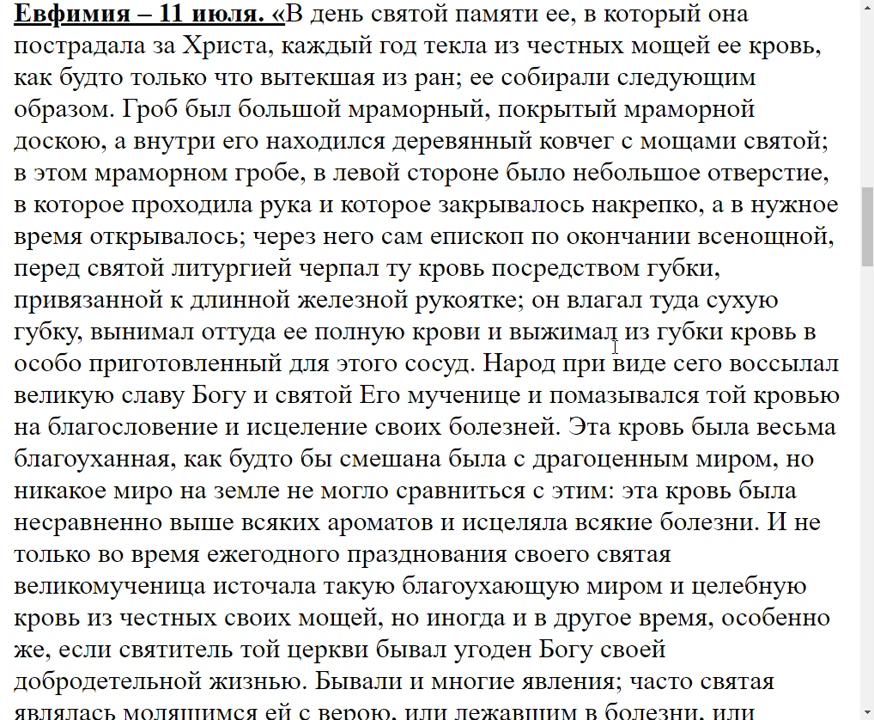 Евфимия – 11 июля. «В день святой памяти ее, в который она
пострадала за Христа, каждый год текла из честных мощей ее кровь,
как будто только что вытекшая из ран; ее собирали следующим
образом. Гроб был большой мраморный, покрытый мраморной
доскою, а внутри его находился деревянный ковчег с мощами святой;
в этом мраморном гробе, в левой стороне было небольшое отверстие,
в которое проходила рука и которое закрывалось накрепко, а в нужное
время открывалось; через него сам епископ по окончании всенощной,
перед святой литургией черпал ту кровь посредством губки,
привязанной к длинной железной рукоятке; он влагал туда сухую
губку, вынимал оттуда ее полную крови и выжимал из губки кровь в
особо приготовленный для этого сосуд. Народ при виде сего воссылал
великую славу Богу и святой Его мученице и помазывался той кровью
на благословение и исцеление своих болезней. Эта кровь была весьма
благоуханная, как будто бы смешана была с драгоценным миром, но
никакое миро на земле не могло сравниться с этим: эта кровь была
несравненно выше всяких ароматов и исцеляла всякие болезни. И не
только во время ежегодного празднования своего святая
великомученица источала такую благоухающую миром и целебную
кровь из честных своих мощей, но иногда и в другое время, особенно
же, если святитель той церкви бывал угоден Богу своей
добродетельной жизнью. Бывали и многие явления; часто святая
являлась молящимся ей с верою, или лежавшим в болезни, или